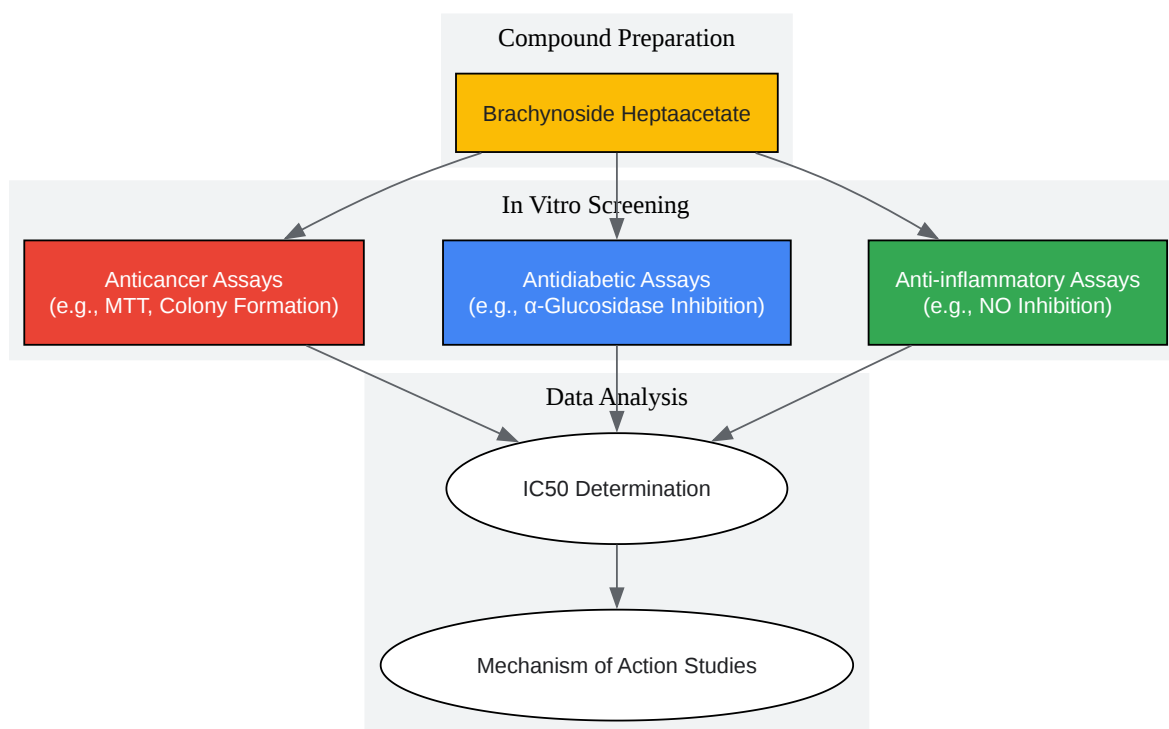 Compound Preparation
Brachynoside Heptaacetate
In Vitro Screening
Anticancer Assays
(e.g., MTT, Colony Formation)
Antidiabetic Assays
(e.g., α-Glucosidase Inhibition)
Anti-inflammatory Assays
(e.g., NO Inhibition)
Data Analysis
IC50 Determination
Mechanism of Action Studies